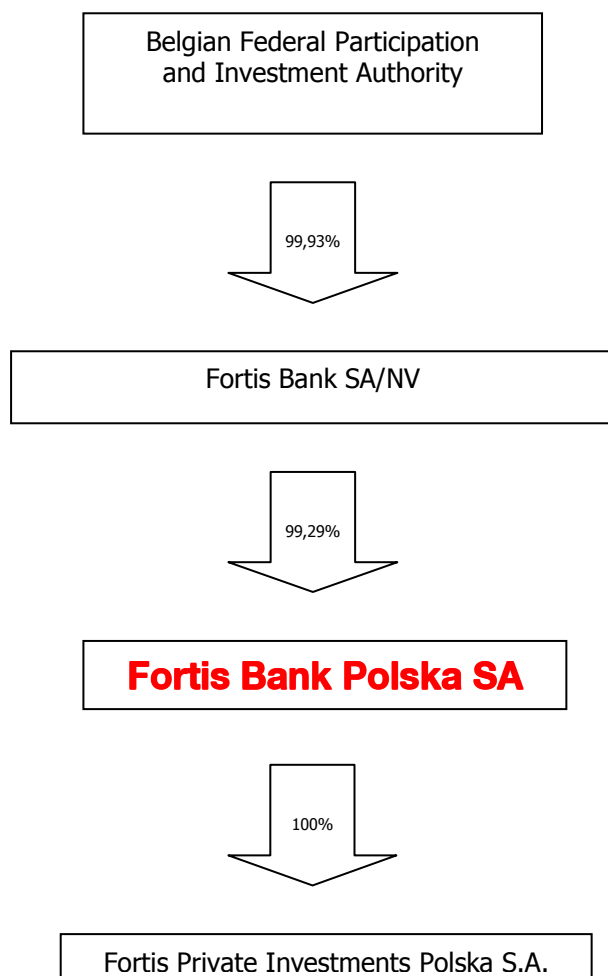 Belgian Federal Participation
and Investment Authority
99,93%
Fortis Bank SA/NV
99,29%
Fortis Bank Polska SA
100%
Fortis Private Investments Polska S.A.